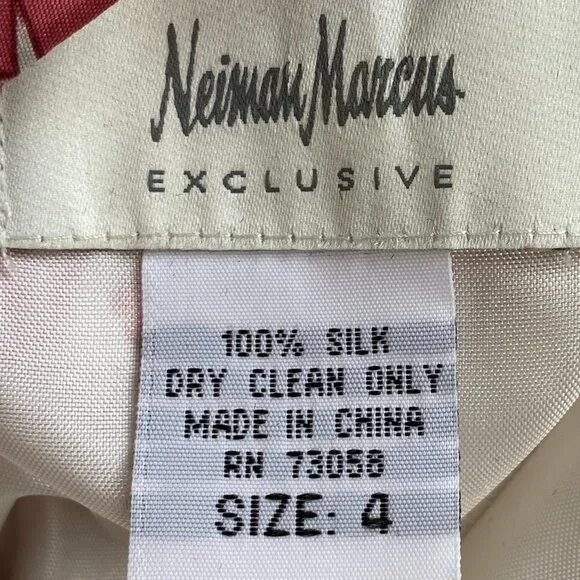 Neiman Marcus
EXCLUSIVE
100% SILK
DRY CLEAN ONLY
MADE IN CHINA
RN 73058
SIZE: 4